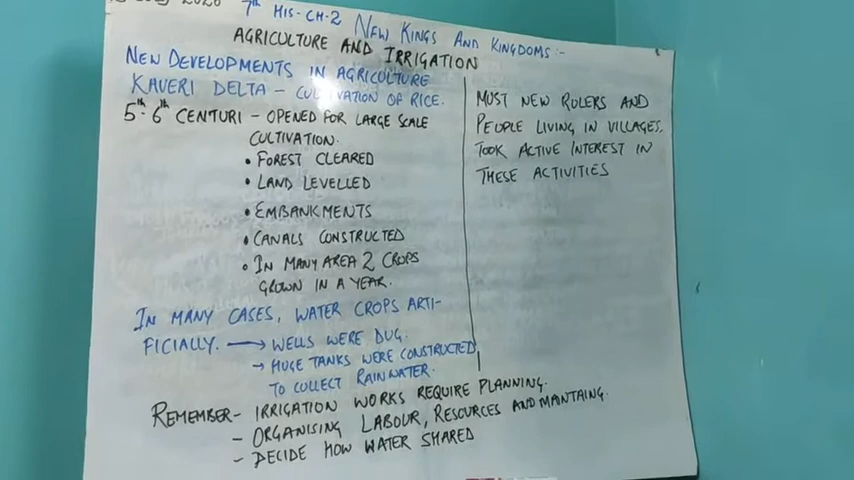 2020 7th HIS-CH-2 NEW KINGS AND KINGDOMS:-
AGRICULTURE AND IRRIGATION
NEW DEVELOPMENTS IN AGRICULTURE
KAVERI DELTA - CULTIVATION OF RICE.
5th-6th CENTURI - OPENED FOR LARGE SCALE
CULTIVATION.
• FOREST CLEARED
• LAND LEVELLED
• EMBANKMENTS
• CANALS CONSTRUCTED
• IN MANY AREA 2 CROPS
GROWN IN A YEAR.
MUST NEW RULERS AND
PEOPLE LIVING IN VILLAGES.
TOOK ACTIVE INTEREST IN
THESE ACTIVITIES
IN MANY CASES, WATER CROPS ARTI-
FICIALLY. → WELLS WERE DUG.
→ HUGE TANKS WERE CONSTRUCTED
TO COLLECT RAINWATER.
REMEMBER- IRRIGATION WORKS REQUIRE PLANNING.
- ORGANISING LABOUR, RESOURCES AND MAINTAING.
- DECIDE HOW WATER SHARED